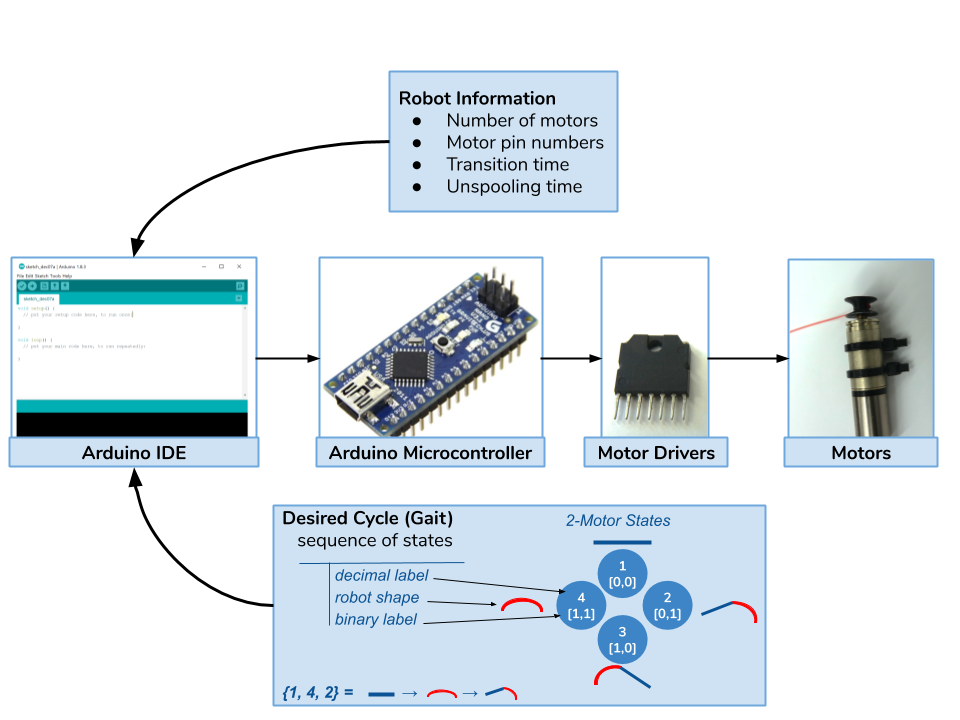 Robot Information
● Number of motors
● Motor pin numbers
● Transition time
● Unspooling time
sketch_dec07a | Arduino 1.8.3
File Edit Sketch Tools Help
sketch_dec07a
void setup() {
// put your setup code here, to run once:
}
void loop() {
// put your main code here, to run repeatedly:
}
Arduino IDE
Arduino Microcontroller
Motor Drivers
Motors
Desired Cycle (Gait)
sequence of states
2-Motor States
decimal label
robot shape
binary label
1
[0,0]
4
[1,1]
2
[0,1]
3
[1,0]
{1, 4, 2} = → →